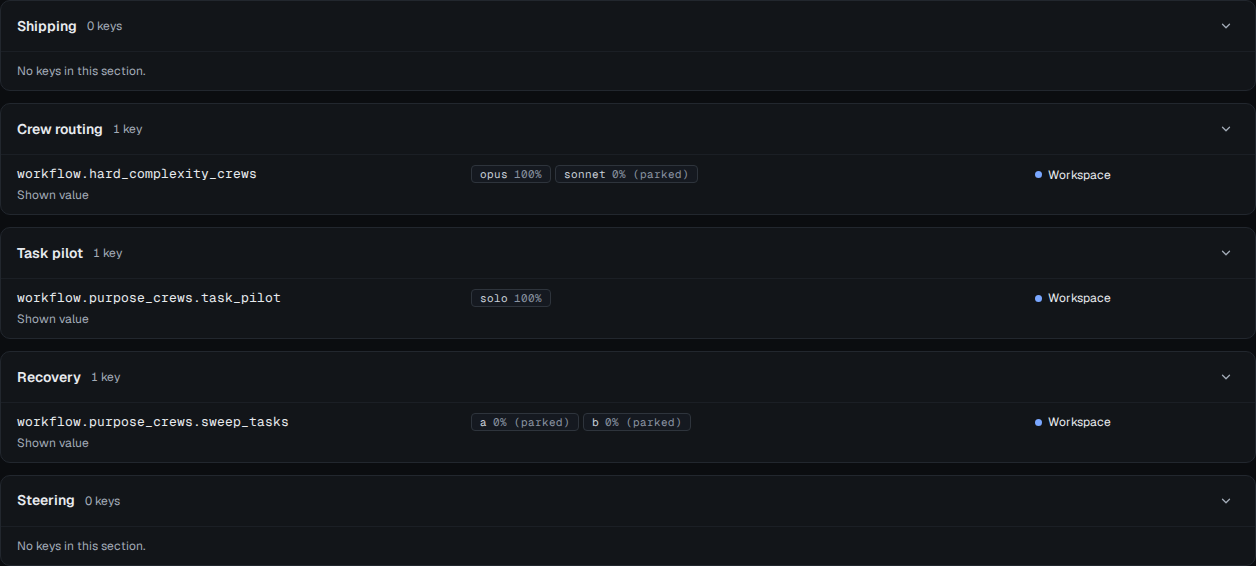 Shipping 0 keys
No keys in this section.
Crew routing 1 key
workflow.hard_complexity_crews opus 100% sonnet 0% (parked) Workspace
Shown value
Task pilot 1 key
workflow.purpose_crews.task_pilot solo 100% Workspace
Shown value
Recovery 1 key
workflow.purpose_crews.sweep_tasks a 0% (parked) b 0% (parked) Workspace
Shown value
Steering 0 keys
No keys in this section.